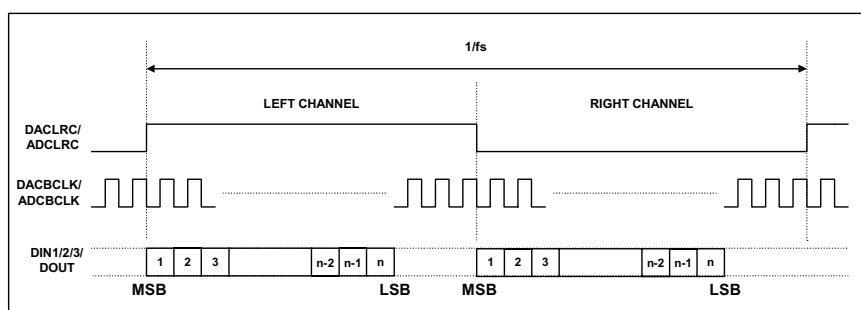 1/fs
LEFT CHANNEL
RIGHT CHANNEL
DACLRC/
ADCLRC
DACBCLK/
ADCBCLK
DIN1/2/3/
DOUT
1 2 3 n-2 n-1 n 1 2 3 n-2 n-1 n
MSB LSB MSB LSB